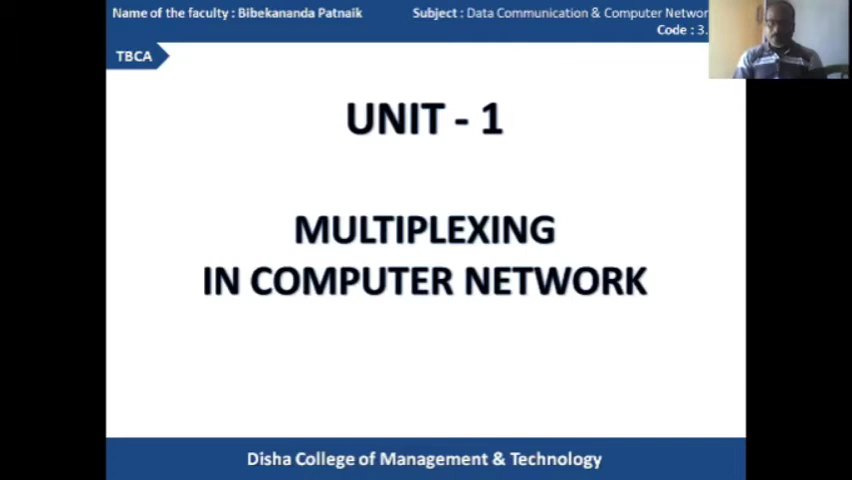 Name of the faculty : Bibekananda Patnaik
Subject : Data Communication & Computer Networ
Code : 3.
TBCA
UNIT - 1
MULTIPLEXING
IN COMPUTER NETWORK
Disha College of Management & Technology